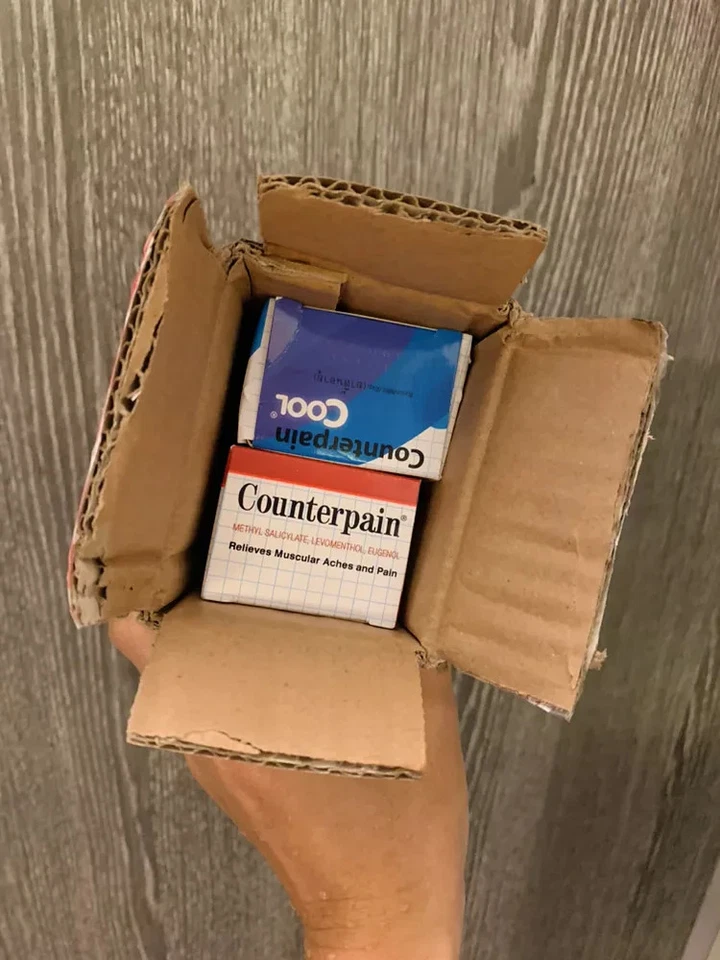 Counterpain
COOL®
Counterpain®
METHYL SALICYLATE, LEVOMENTHOL, EUGENOL
Relieves Muscular Aches and Pain